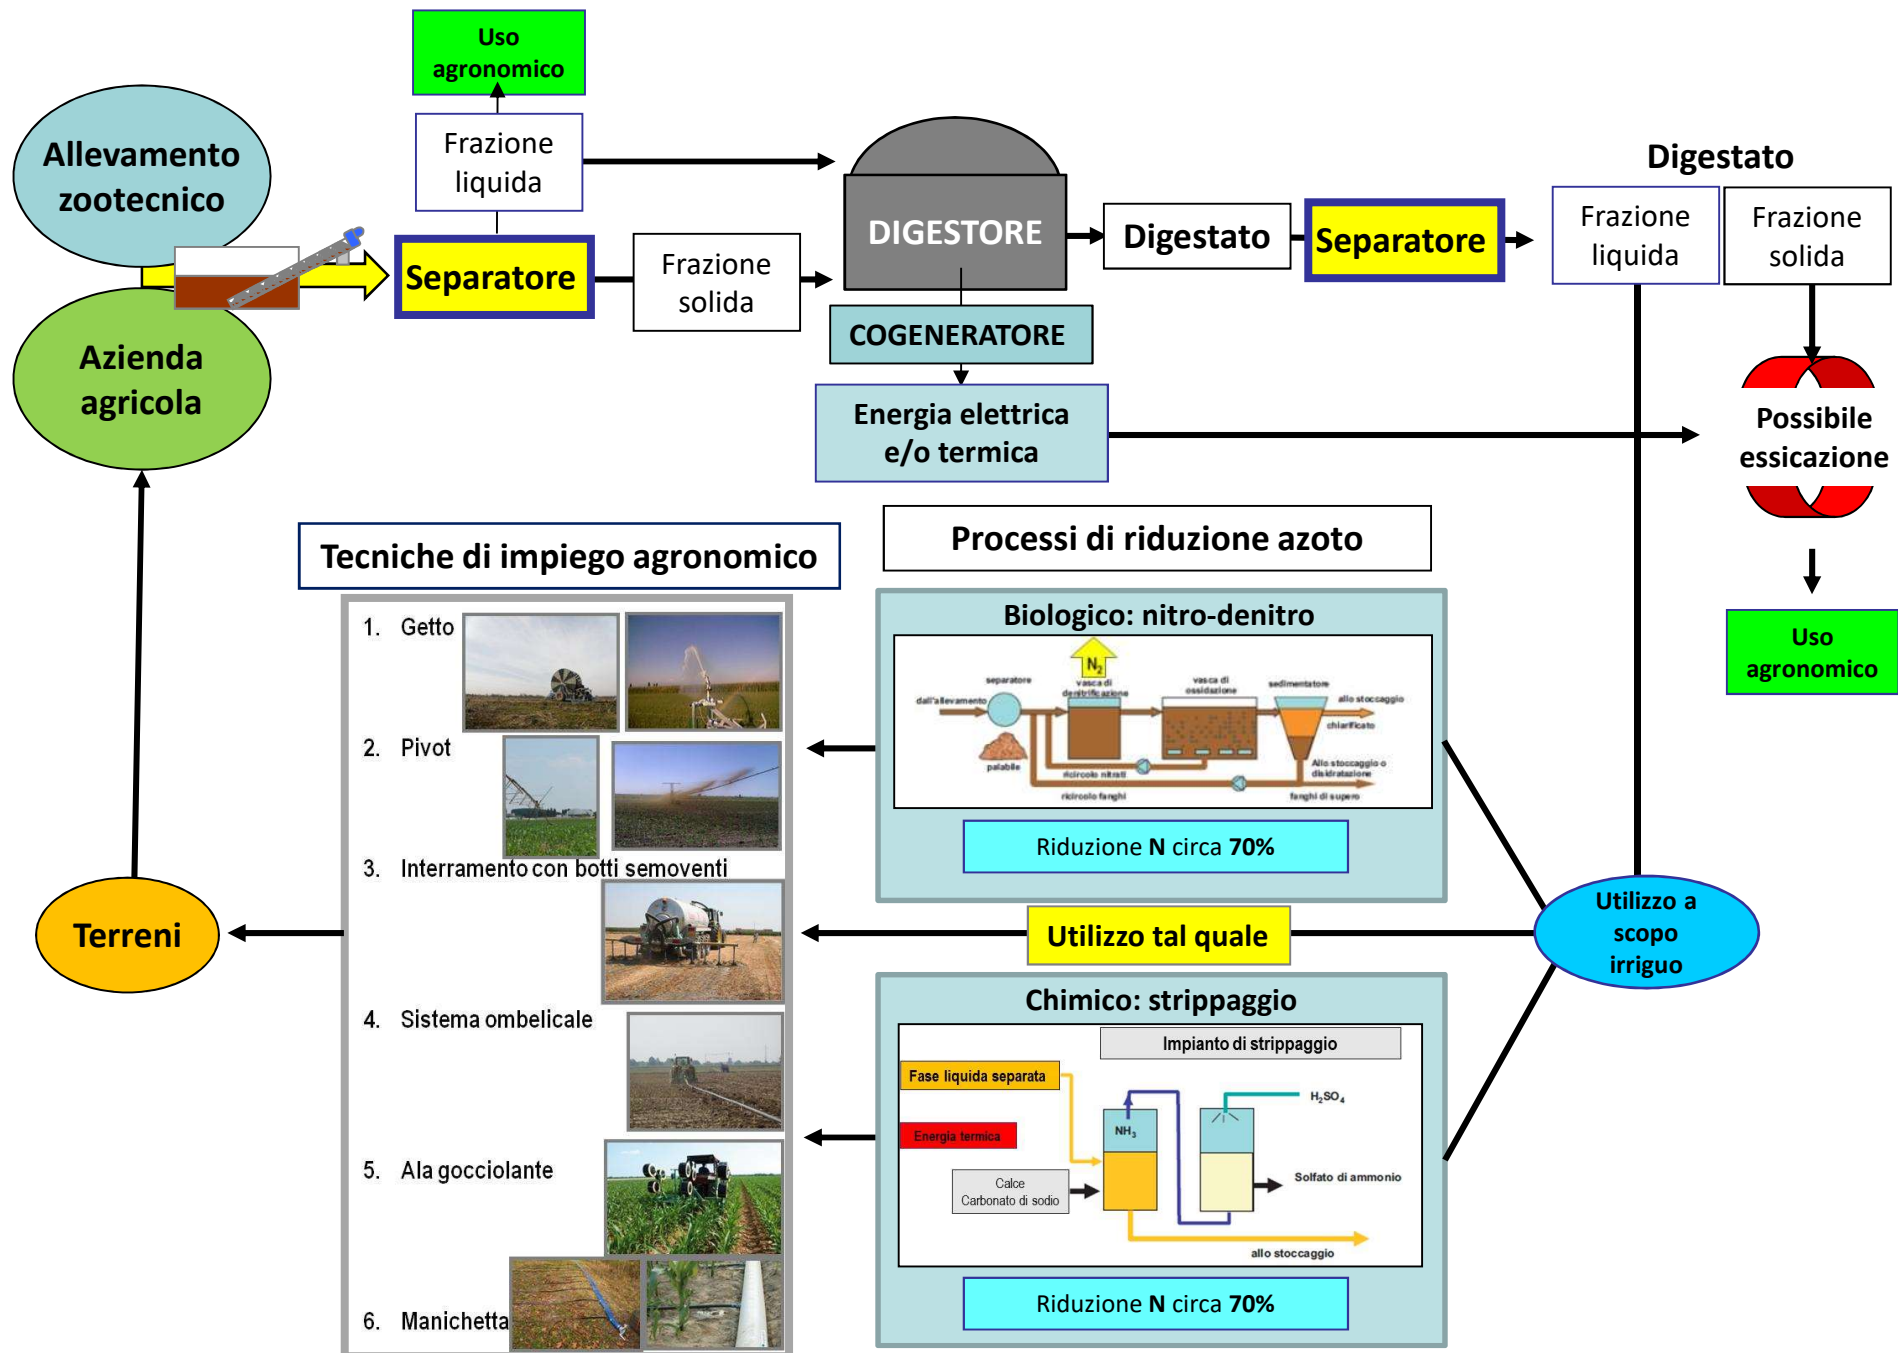 Uso
agronomico
Allevamento
zootecnico
Frazione
liquida
Azienda
agricola
Separatore
Frazione
solida
DIGESTORE
COGENERATORE
Energia elettrica
e/o termica
Digestato
Separatore
Digestato
Frazione
liquida
Frazione
solida
Possibile
essicazione
Uso
agronomico
Tecniche di impiego agronomico
1. Getto
2. Pivot
3. Interramento con botti semoventi
4. Sistema ombelicale
5. Ala gocciolante
6. Manichetta
Terreni
Processi di riduzione azoto
Biologico: nitro-denitro
N2
separatore
vasca di
denitrificazione
vasca di
ossidazione
sedimentatore
dall'allevamento
allo stoccaggio
chiarificato
palabile
ricircolo nitrati
Allo stoccaggio o
disidratazione
ricircolo fanghi
fanghi di supero
Riduzione N circa 70%
Utilizzo tal quale
Utilizzo a
scopo
irriguo
Chimico: strippaggio
Impianto di strippaggio
Fase liquida separata
H2SO4
NH3
Energia termica
Calce
Carbonato di sodio
Solfato di ammonio
allo stoccaggio
Riduzione N circa 70%